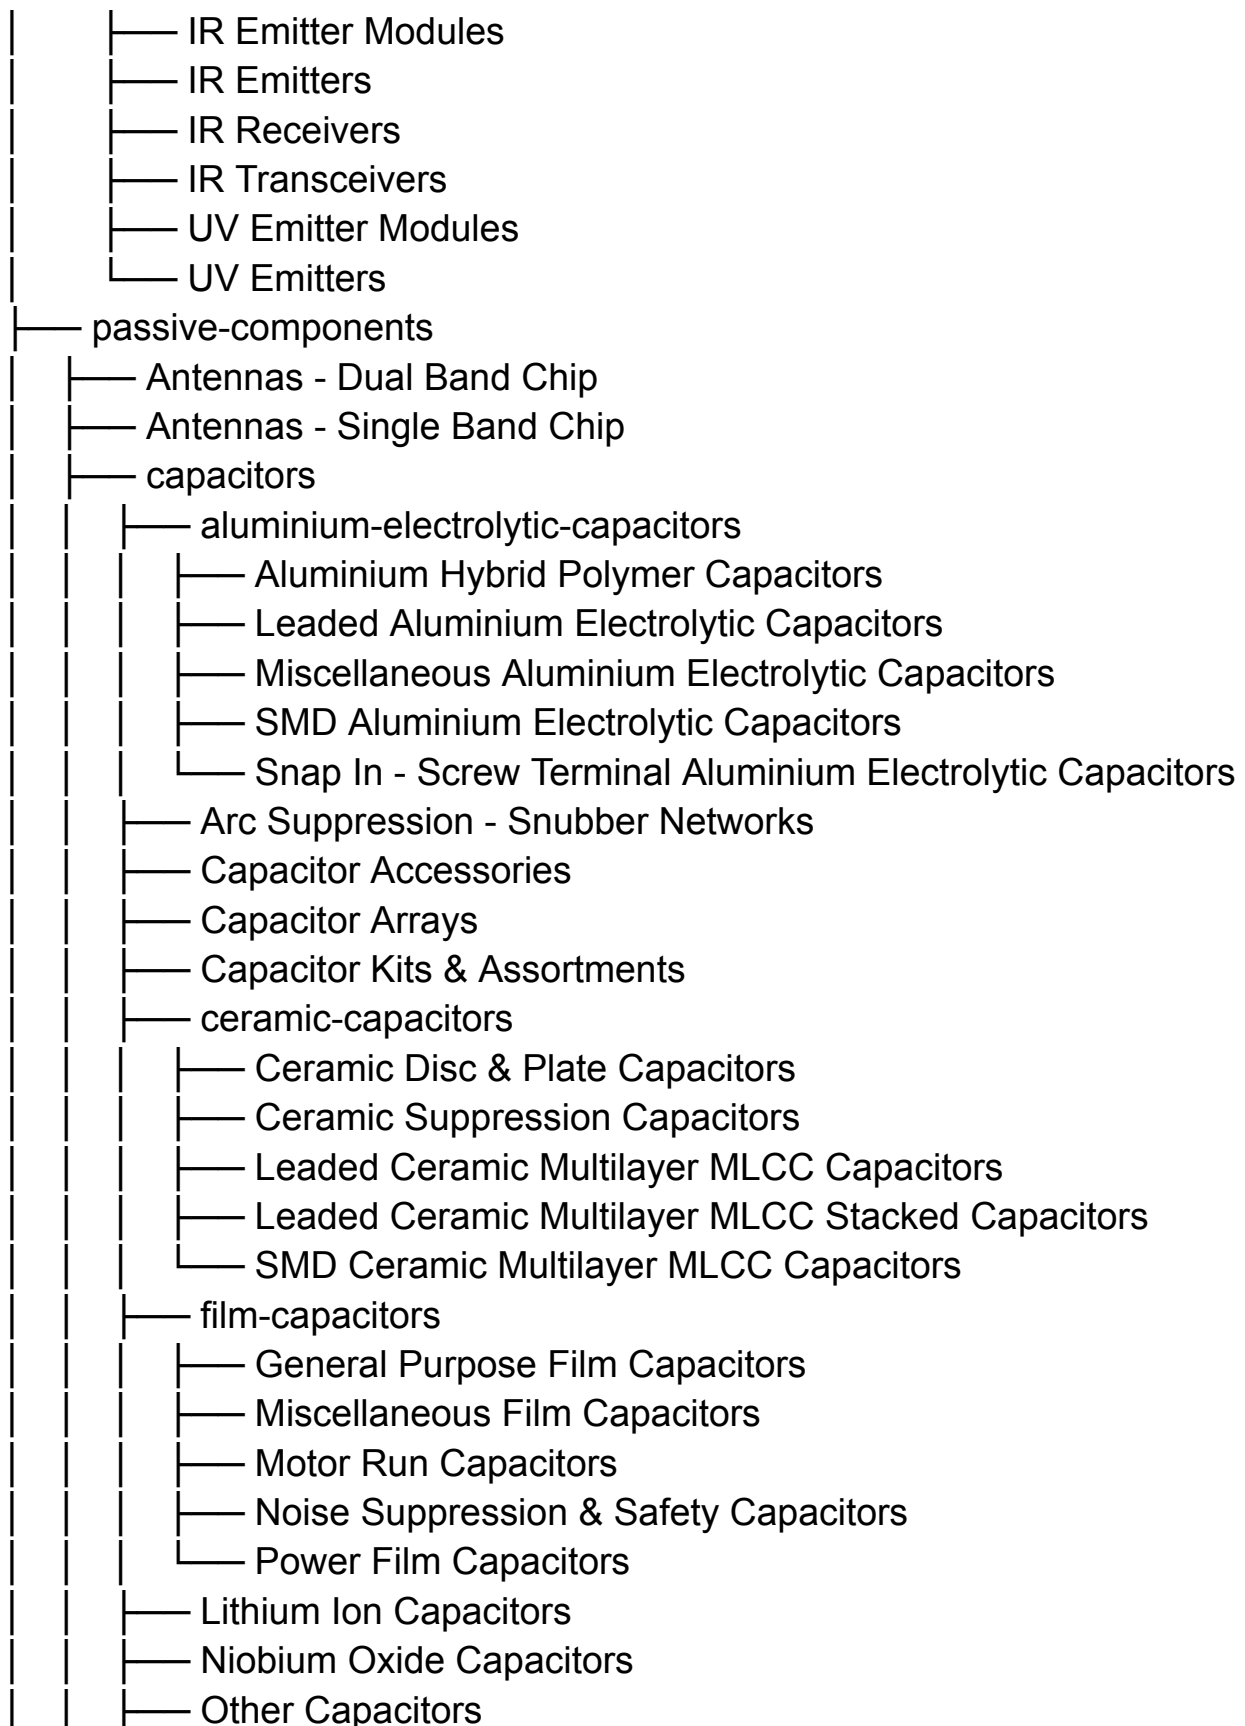 IR Emitter Modules
IR Emitters
IR Receivers
IR Transceivers
UV Emitter Modules
UV Emitters
passive-components
Antennas - Dual Band Chip
Antennas - Single Band Chip
capacitors
aluminium-electrolytic-capacitors
Aluminium Hybrid Polymer Capacitors
Leaded Aluminium Electrolytic Capacitors
Miscellaneous Aluminium Electrolytic Capacitors
SMD Aluminium Electrolytic Capacitors
Snap In - Screw Terminal Aluminium Electrolytic Capacitors
Arc Suppression - Snubber Networks
Capacitor Accessories
Capacitor Arrays
Capacitor Kits & Assortments
ceramic-capacitors
Ceramic Disc & Plate Capacitors
Ceramic Suppression Capacitors
Leaded Ceramic Multilayer MLCC Capacitors
Leaded Ceramic Multilayer MLCC Stacked Capacitors
SMD Ceramic Multilayer MLCC Capacitors
film-capacitors
General Purpose Film Capacitors
Miscellaneous Film Capacitors
Motor Run Capacitors
Noise Suppression & Safety Capacitors
Power Film Capacitors
Lithium Ion Capacitors
Niobium Oxide Capacitors
Other Capacitors